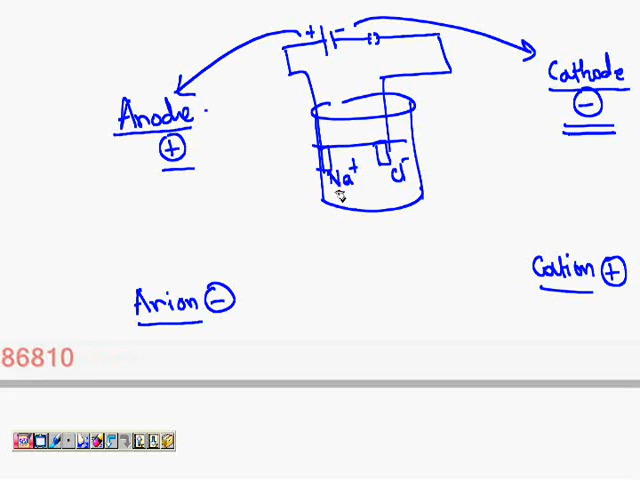 + -
Cathode
Anode
-
+
Na+ Cl-
Cation +
Anion -
86810